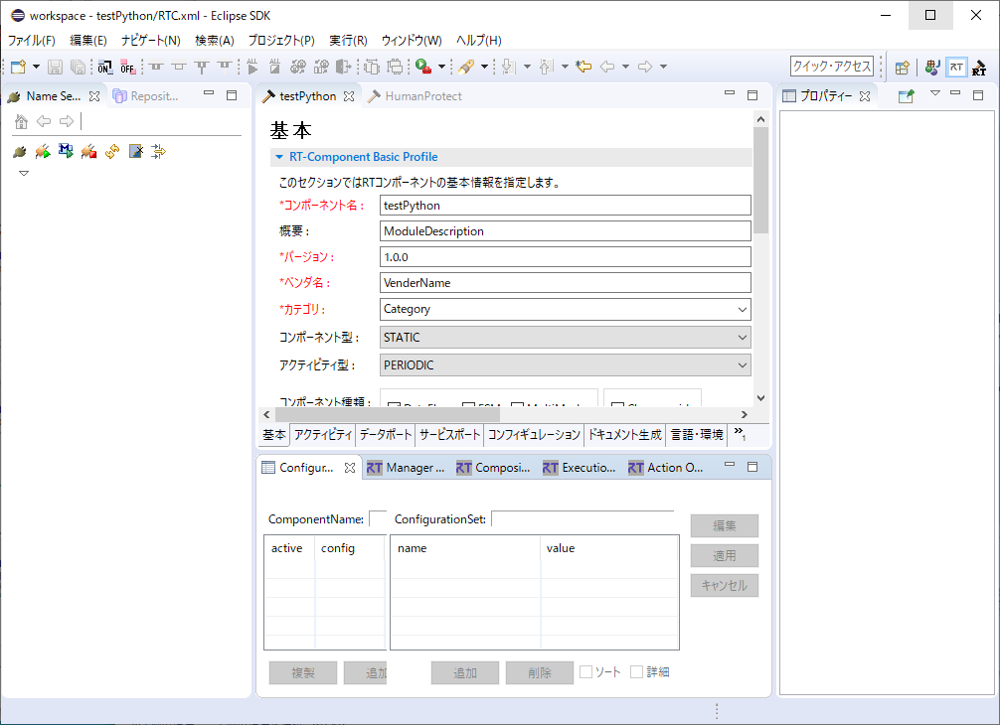 workspace - testPython/RTC.xml - Eclipse SDK
ファイル(F) 編集(E) ナビゲート(N) 検索(A) プロジェクト(P) 実行(R) ウィンドウ(W) ヘルプ(H)
ON OFF クイック・アクセス RT RT
Name Se... Reposit...
testPython HumanProtect
プロパティー
基本
RT-Component Basic Profile
このセクションではRTコンポーネントの基本情報を指定します。
*コンポーネント名: testPython
概要: ModuleDescription
*バージョン: 1.0.0
*ベンダ名: VenderName
*カテゴリ: Category
コンポーネント型: STATIC
アクティビティ型: PERIODIC
コンポーネント種類:
基本 アクティビティ データポート サービスポート コンフィギュレーション ドキュメント生成 言語・環境 »1
Configur... RT Manager ... RT Composi... RT Executio... RT Action O...
ComponentName: ConfigurationSet:
active config name value
編集
適用
キャンセル
複製 追加 追加 削除 ソート 詳細